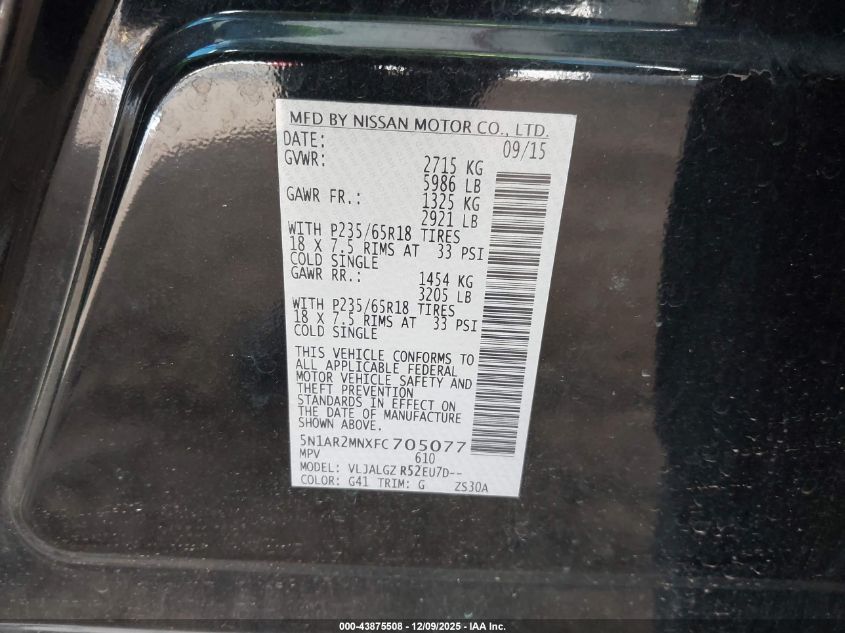 MFD BY NISSAN MOTOR CO., LTD.
DATE: 09/15
GVWR: 2715 KG
5986 LB
GAWR FR.: 1325 KG
2921 LB
WITH P235/65R18 TIRES
18 X 7.5 RIMS AT 33 PSI
COLD SINGLE
GAWR RR.: 1454 KG
3205 LB
WITH P235/65R18 TIRES
18 X 7.5 RIMS AT 33 PSI
COLD SINGLE
THIS VEHICLE CONFORMS TO
ALL APPLICABLE FEDERAL
MOTOR VEHICLE SAFETY AND
THEFT PREVENTION
STANDARDS IN EFFECT ON
THE DATE OF MANUFACTURE
SHOWN ABOVE.
5N1AR2MNXFC705077
MPV 610
MODEL: VLJALGZ R52EU7D--
COLOR: G41 TRIM: G ZS30A
000-43875508 - 12/09/2025 - IAA Inc.